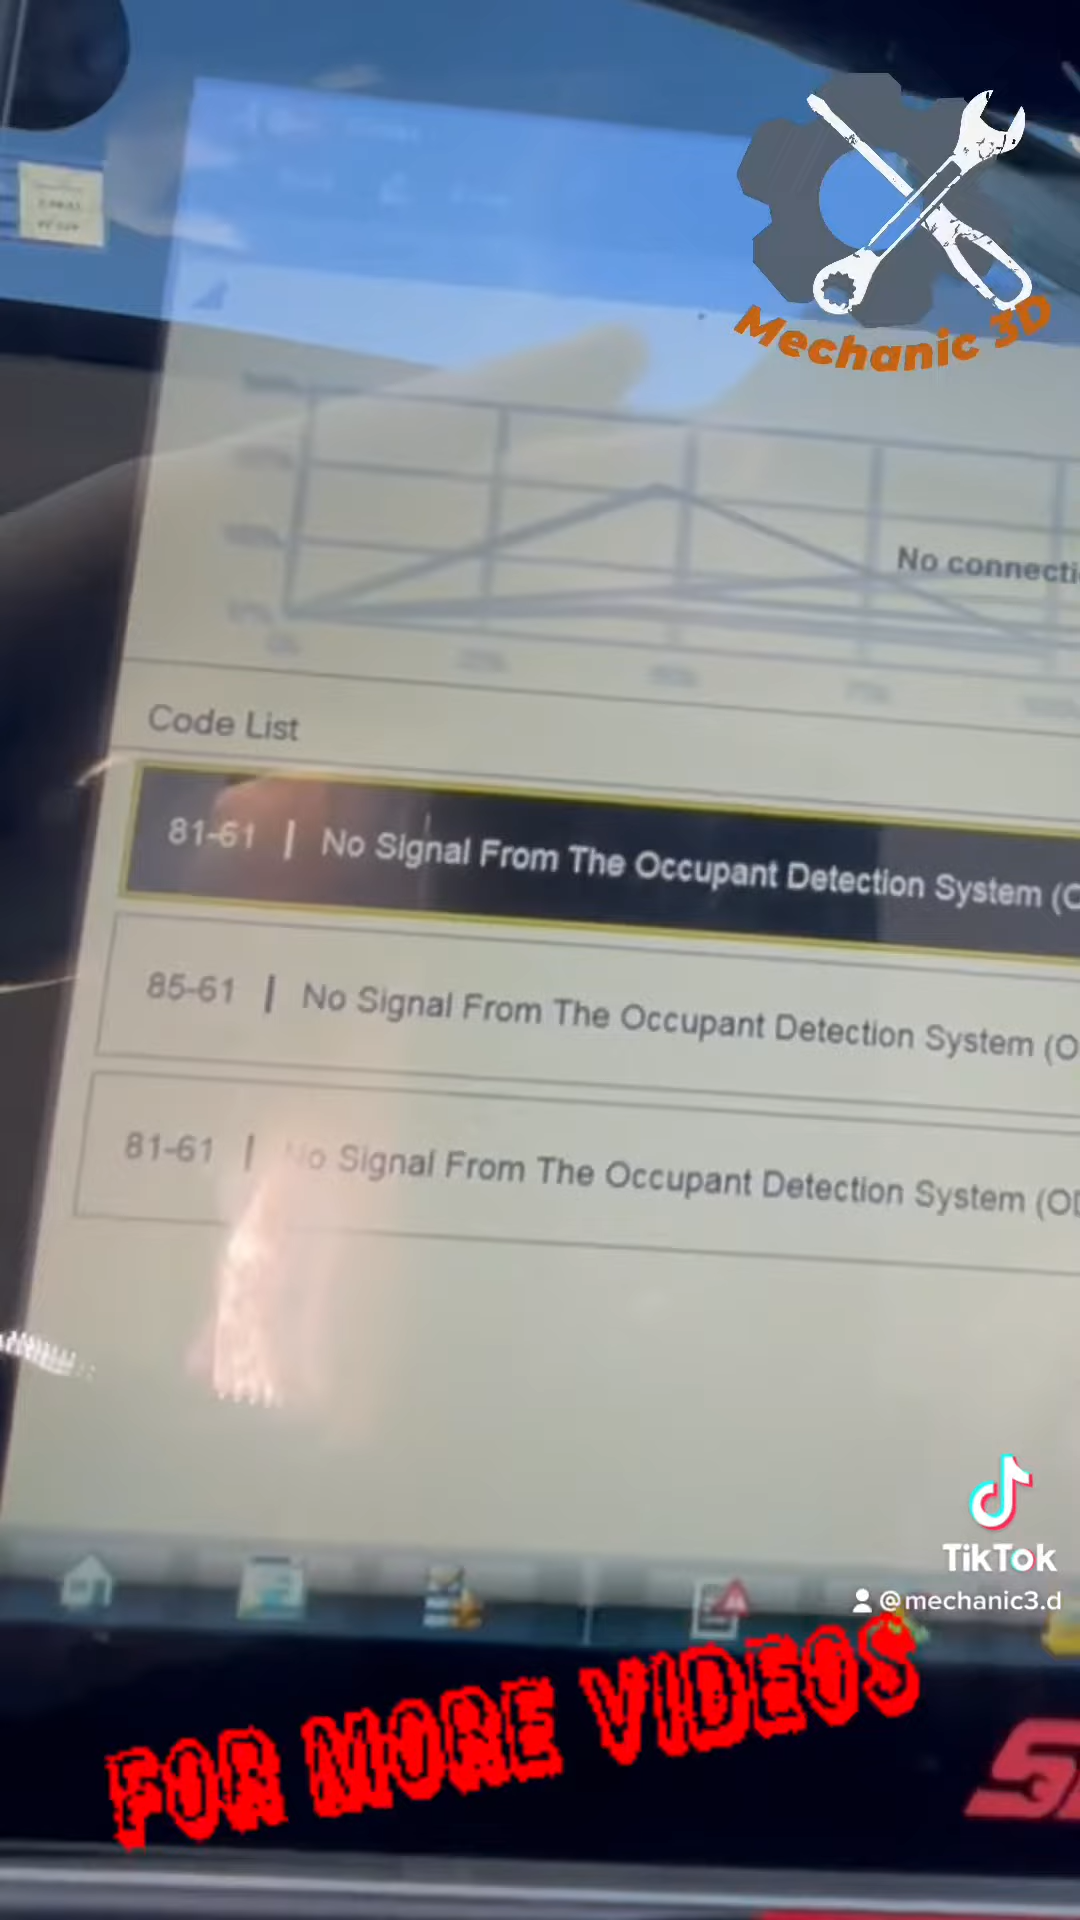 Mechanic 3D
No connecti
Code List
81-61 | No Signal From The Occupant Detection System (O
85-61 | No Signal From The Occupant Detection System (O
81-61 | No Signal From The Occupant Detection System (OD
TikTok
@mechanic3.d
FOR MORE VIDEOS